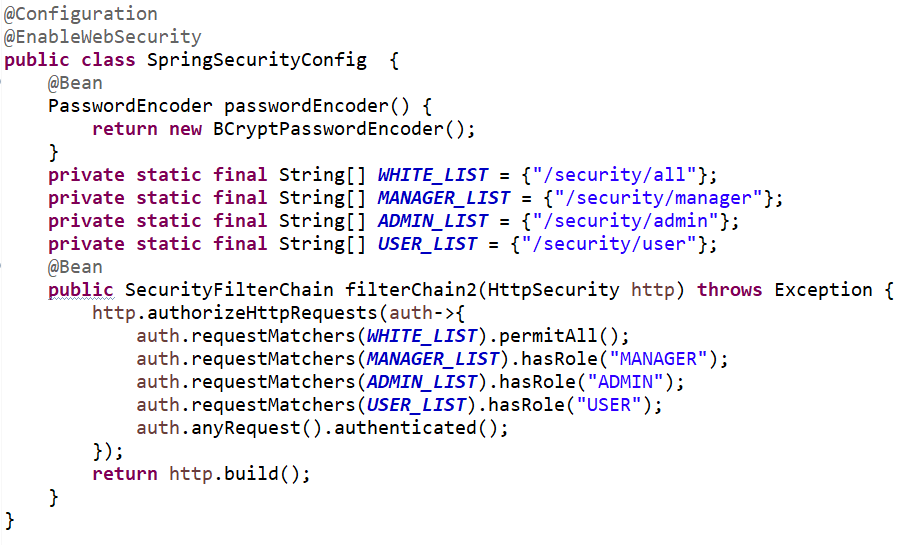 @Configuration
@EnableWebSecurity
public class SpringSecurityConfig  {
    @Bean
    PasswordEncoder passwordEncoder() {
        return new BCryptPasswordEncoder();
    }
    private static final String[] WHITE_LIST = {"/security/all"};
    private static final String[] MANAGER_LIST = {"/security/manager"};
    private static final String[] ADMIN_LIST = {"/security/admin"};
    private static final String[] USER_LIST = {"/security/user"};
    @Bean
    public SecurityFilterChain filterChain2(HttpSecurity http) throws Exception {
        http.authorizeHttpRequests(auth->{
            auth.requestMatchers(WHITE_LIST).permitAll();
            auth.requestMatchers(MANAGER_LIST).hasRole("MANAGER");
            auth.requestMatchers(ADMIN_LIST).hasRole("ADMIN");
            auth.requestMatchers(USER_LIST).hasRole("USER");
            auth.anyRequest().authenticated();
        });
        return http.build();
    }
}